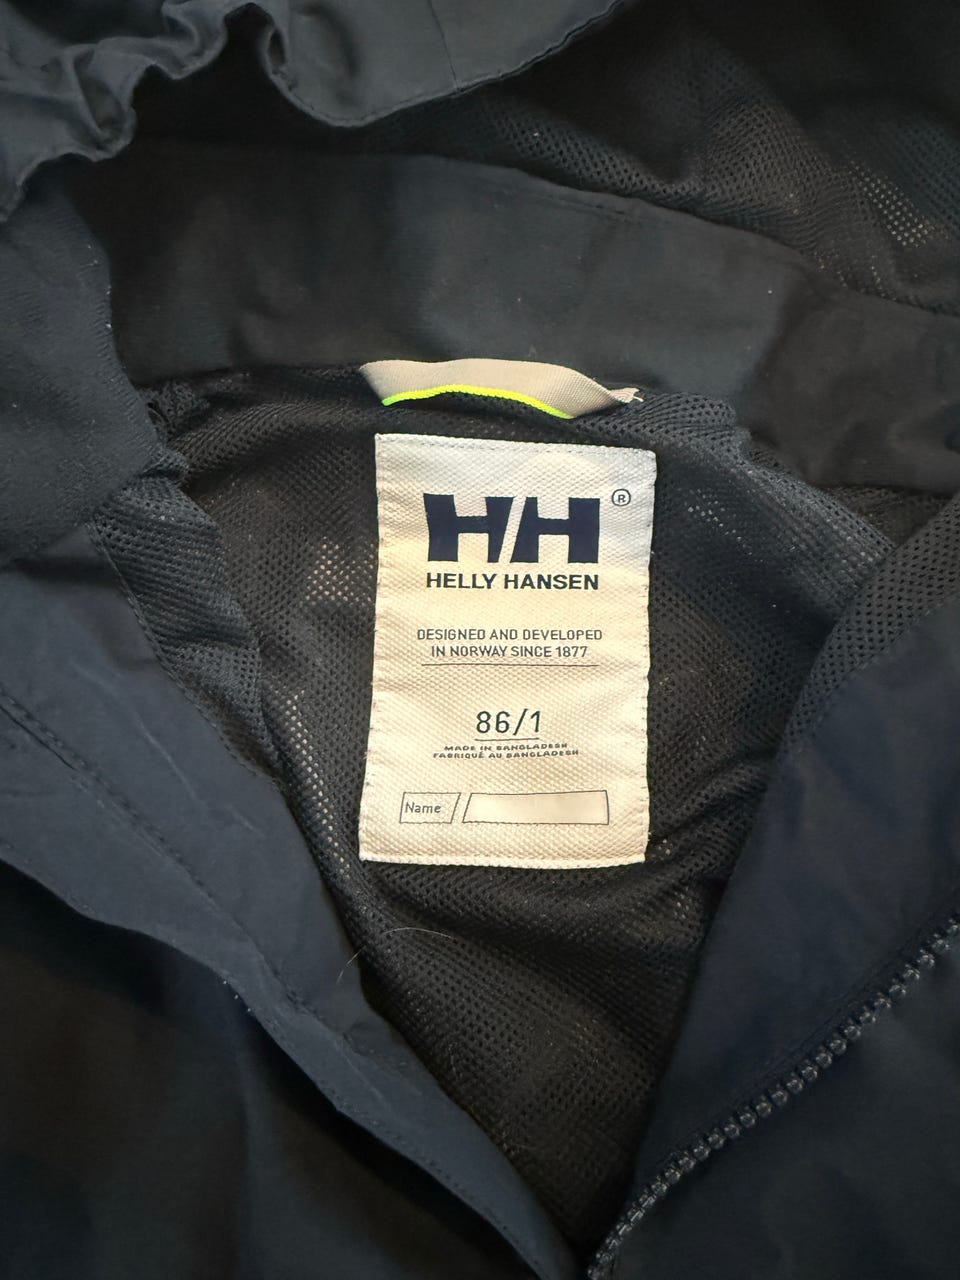 HH®
HELLY HANSEN
DESIGNED AND DEVELOPED
IN NORWAY SINCE 1877
86/1
MADE IN BANGLADESH
FABRIQUÉ AU BANGLADESH
Name